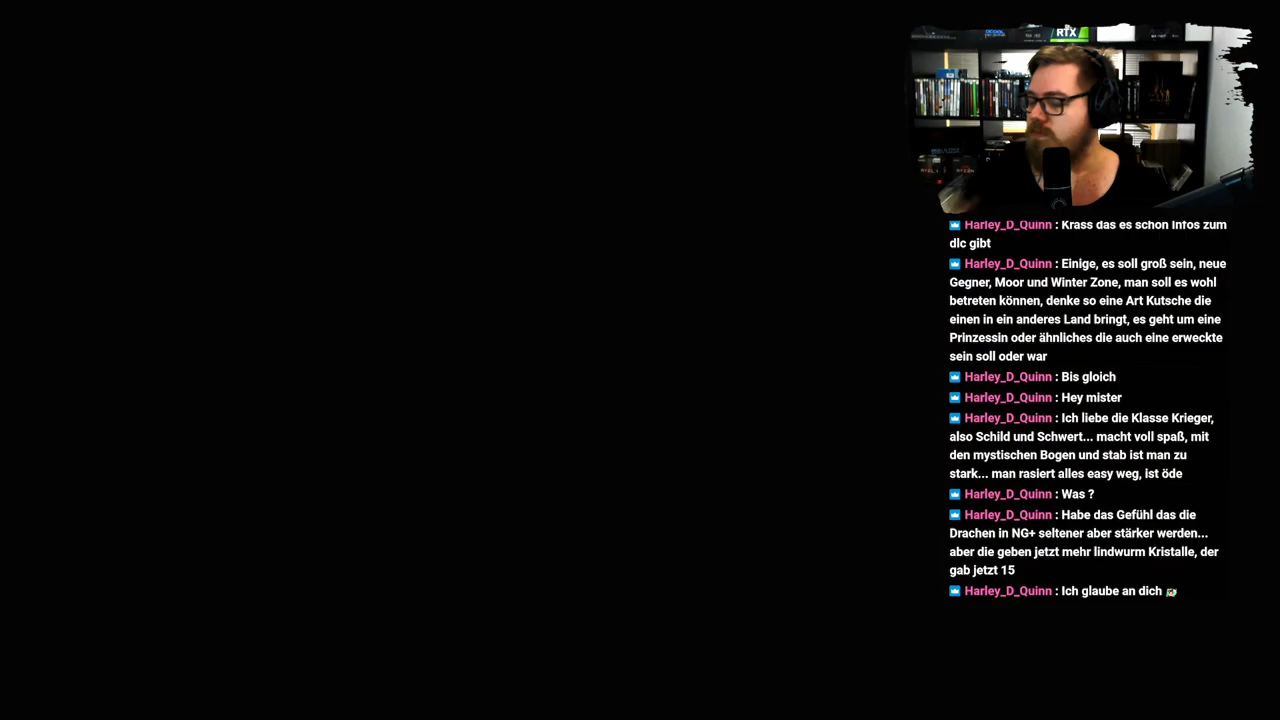 RTX
Harley_D_Quinn : Krass das es schon Infos zum
dlc gibt
Harley_D_Quinn : Einige, es soll groß sein, neue
Gegner, Moor und Winter Zone, man soll es wohl
betreten können, denke so eine Art Kutsche die
einen in ein anderes Land bringt, es geht um eine
Prinzessin oder ähnliches die auch eine erweckte
sein soll oder war
Harley_D_Quinn : Bis gloich
Harley_D_Quinn : Hey mister
Harley_D_Quinn : Ich liebe die Klasse Krieger,
also Schild und Schwert... macht voll spaß, mit
den mystischen Bogen und stab ist man zu
stark... man rasiert alles easy weg, ist öde
Harley_D_Quinn : Was ?
Harley_D_Quinn : Habe das Gefühl das die
Drachen in NG+ seltener aber stärker werden...
aber die geben jetzt mehr lindwurm Kristalle, der
gab jetzt 15
Harley_D_Quinn : Ich glaube an dich